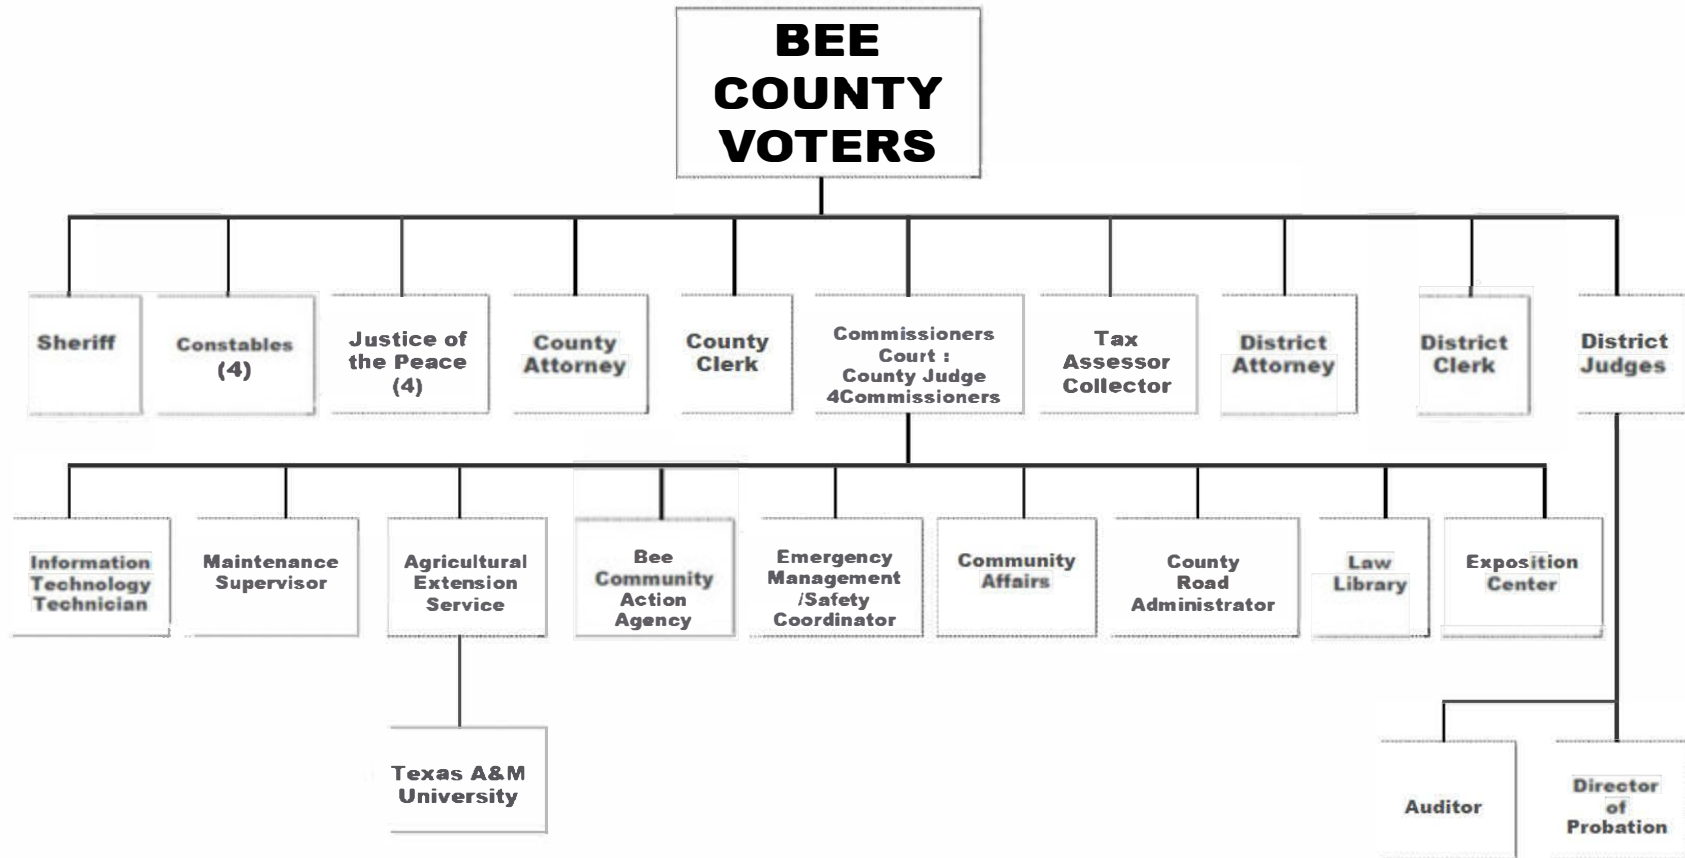 BEE
COUNTY
VOTERS
Sheriff
Constables
(4)
Justice of
the Peace
(4)
County
Attorney
County
Clerk
Commissioners
Court :
County Judge
4Commissioners
Tax
Assessor
Collector
District
Attorney
District
Clerk
District
Judges
Information
Technology
Technician
Maintenance
Supervisor
Agricultural
Extension
Service
Bee
Community
Action
Agency
Emergency
Management
/Safety
Coordinator
Community
Affairs
County
Road
Administrator
Law
Library
Exposition
Center
Texas A&M
University
Auditor
Director
of
Probation